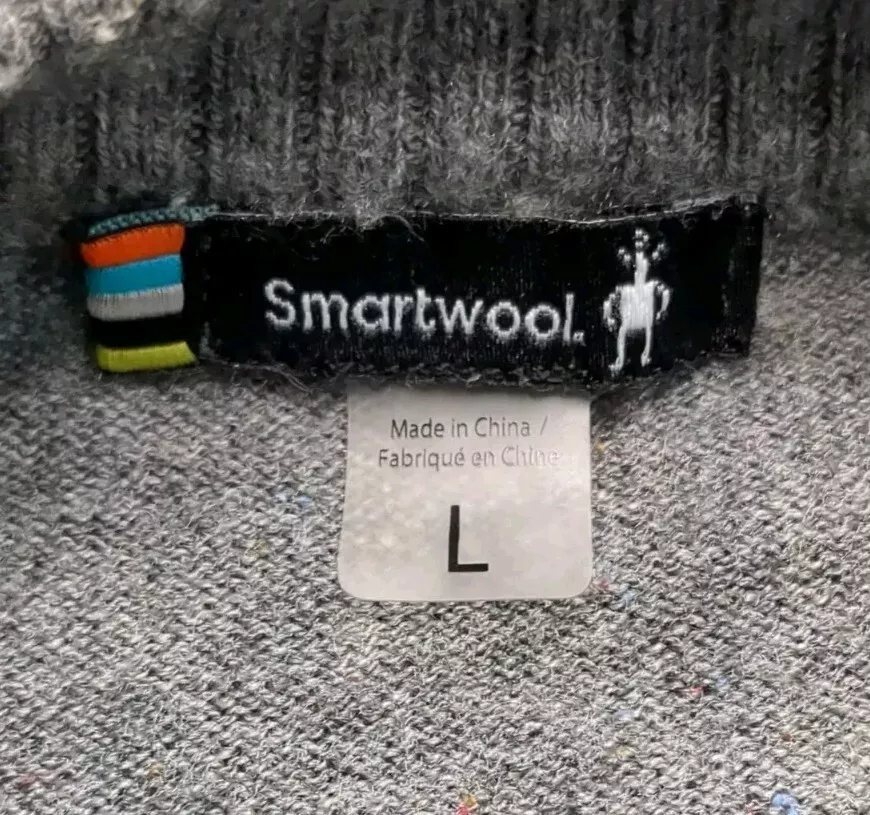 Smartwool.
Made in China /
Fabriqué en Chine
L